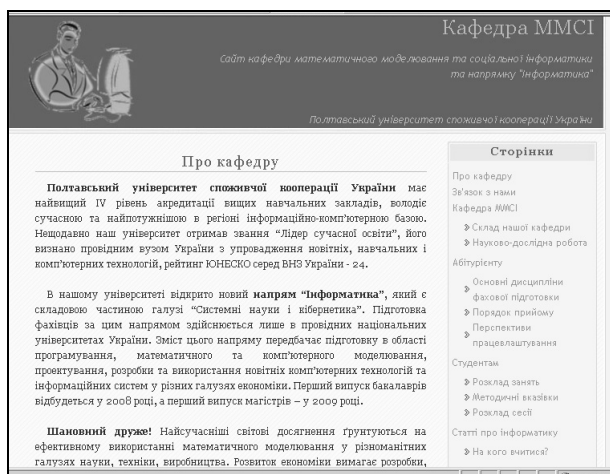 Кафедра ММСІ
Сайт кафедри математичного моделювання та соціальної інформатики
та напрямку "Інформатика"
Полтавський університет споживчої кооперації України
Про кафедру
Полтавський університет споживчої кооперації України має
найвищий IV рівень акредитації вищих навчальних закладів, володіє
сучасною та найпотужнішою в регіоні інформаційно-комп'ютерною базою.
Нещодавно наш університет отримав звання “Лідер сучасної освіти”, його
визнано провідним вузом України з упровадження новітніх, навчальних і
комп'ютерних технологій, рейтинг ЮНЕСКО серед ВНЗ України - 24.
В нашому університеті відкрито новий напрям “Інформатика”, який є
складовою частиною галузі “Системні науки і кібернетика”. Підготовка
фахівців за цим напрямом здійснюється лише в провідних національних
університетах України. Зміст цього напряму передбачає підготовку в області
програмування, математичного та комп'ютерного моделювання,
проектування, розробки та використання новітніх комп'ютерних технологій та
інформаційних систем у різних галузях економіки. Перший випуск бакалаврів
відбудеться у 2008 році, а перший випуск магістрів – у 2009 році.
Шановний друже! Найсучасніші світові досягнення ґрунтуються на
ефективному використанні математичного моделювання у різноманітних
галузях науки, техніки, виробництва. Розвиток економіки вимагає розробки,
Сторінки
Про кафедру
Зв'язок з нами
Кафедра ММСІ
» Склад нашої кафедри
» Науково-дослідна робота
Абітурієнту
» Основні дисципліни
фахової підготовки
» Порядок прийому
» Перспективи
працевлаштування
Студентам
» Розклад занять
» Методичні вказівки
» Розклад сесії
Статті про інформатику
» На кого вчитися?